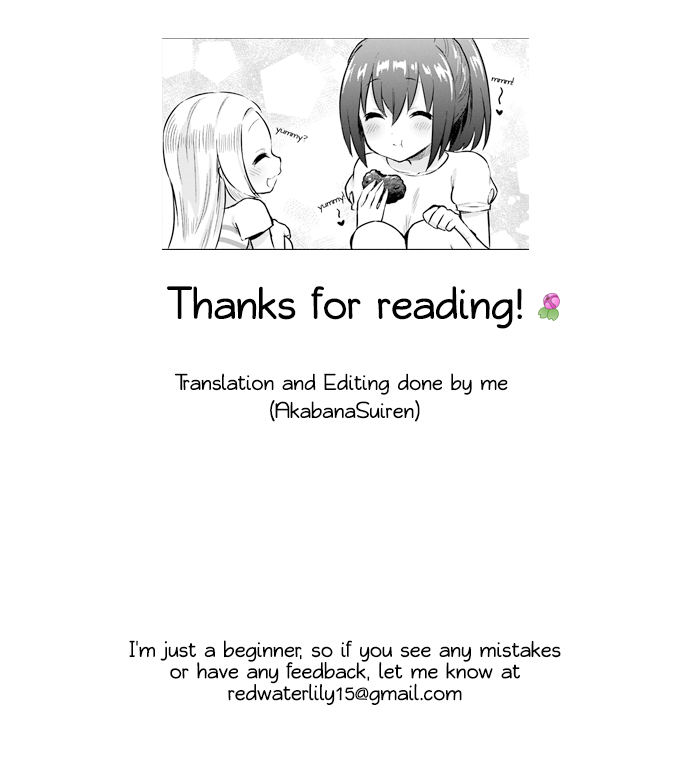 mmm!
yummy?
yummy!
Thanks for reading!
Translation and Editing done by me
(AkabanaSuiren)
I'm just a beginner, so if you see any mistakes
or have any feedback, let me know at
redwaterlily15@gmail.com